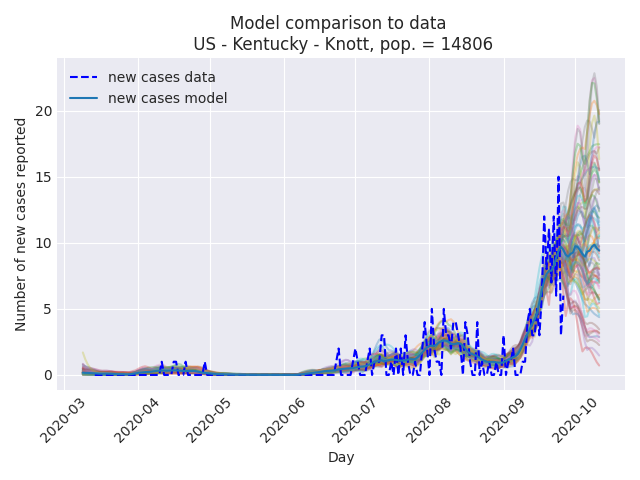 Model comparison to data
US - Kentucky - Knott, pop. = 14806
new cases data
new cases model
Number of new cases reported
20
15
10
5
0
2020-03
2020-04
2020-05
2020-06
2020-07
2020-08
2020-09
2020-10
Day